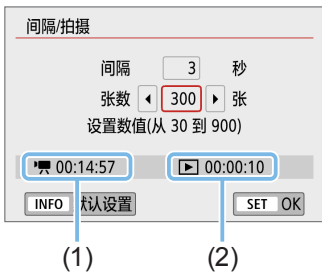 间隔/拍摄
间隔 3 秒
张数 300 张
设置数值(从 30 到 900)
00:14:57 00:00:10
INFO 默认设置 SET OK
(1) (2)